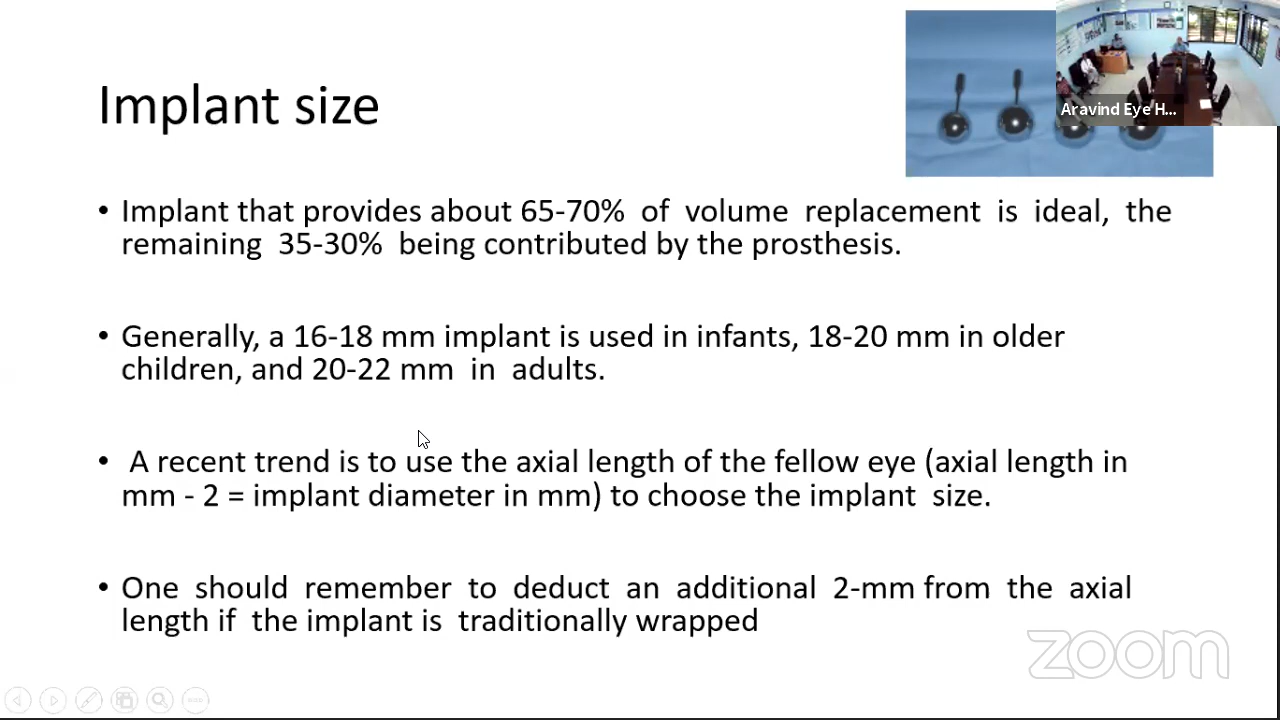 Aravind Eye H...
Implant size
• Implant that provides about 65-70% of volume replacement is ideal, the
remaining 35-30% being contributed by the prosthesis.
• Generally, a 16-18 mm implant is used in infants, 18-20 mm in older
children, and 20-22 mm in adults.
• A recent trend is to use the axial length of the fellow eye (axial length in
mm - 2 = implant diameter in mm) to choose the implant size.
• One should remember to deduct an additional 2-mm from the axial
length if the implant is traditionally wrapped
zoom